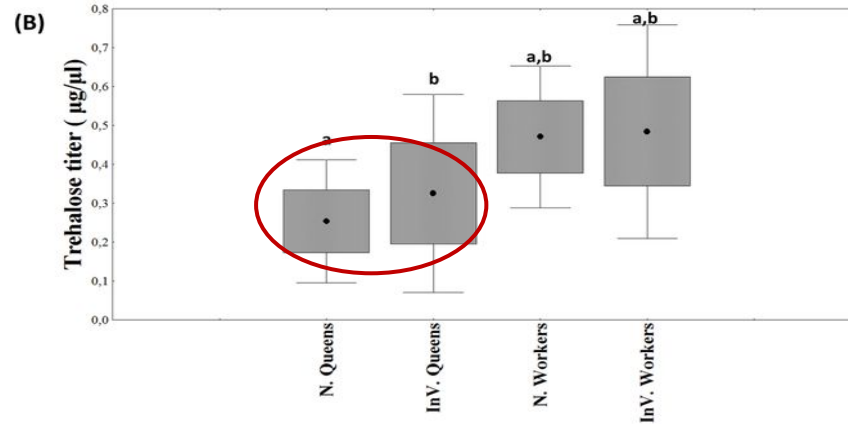 (B)
Trehalose titer ( µg/µl)
0,8
0,7
0,6
0,5
0,4
0,3
0,2
0,1
0,0
a
b
a,b
a,b
N. Queens
InV. Queens
N. Workers
InV. Workers